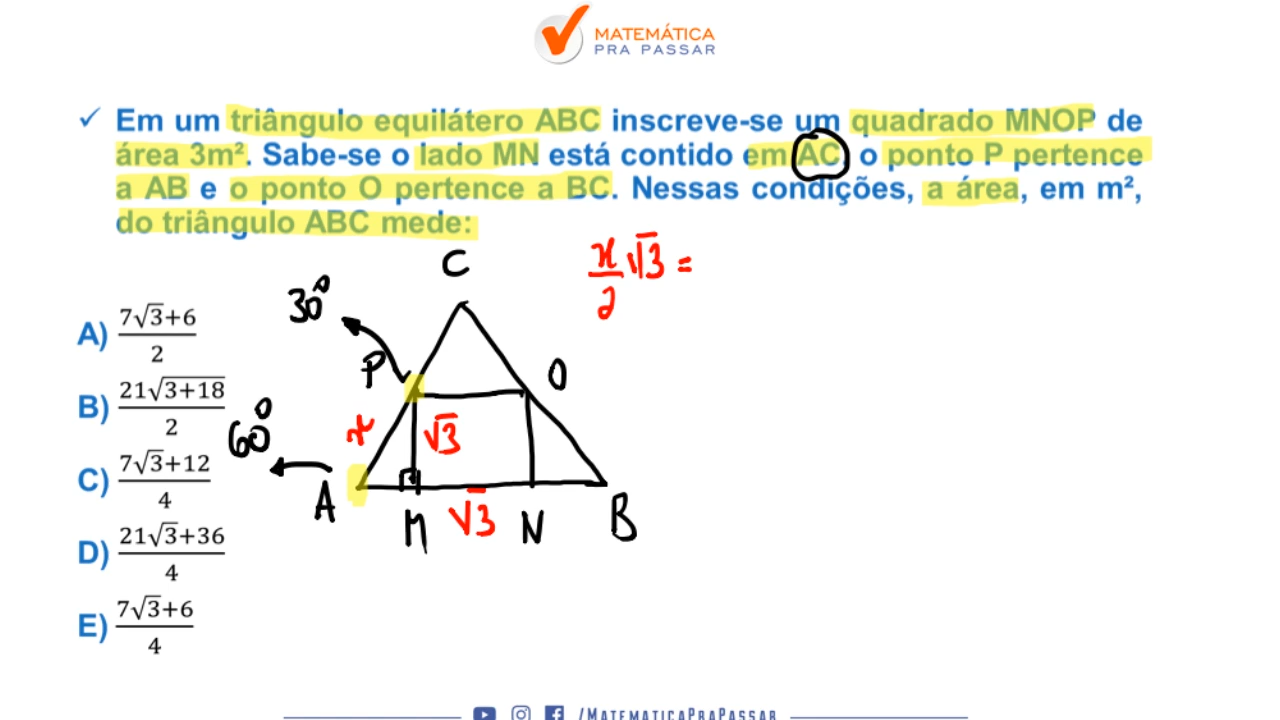 MATEMÁTICA
PRA PASSAR
✓ Em um triângulo equilátero ABC inscreve-se um quadrado MNOP de
área 3m². Sabe-se o lado MN está contido em AC, o ponto P pertence
a AB e o ponto O pertence a BC. Nessas condições, a área, em m²,
do triângulo ABC mede:
C
x/2 √3 =
30°
A) (7√3+6)/2
P
O
B) (21√(3+18))/2
60°
x
√3
C) (7√3+12)/4
A
M
√3
N
B
D) (21√3+36)/4
E) (7√3+6)/4
/MATEMATICAPRAPASSAR